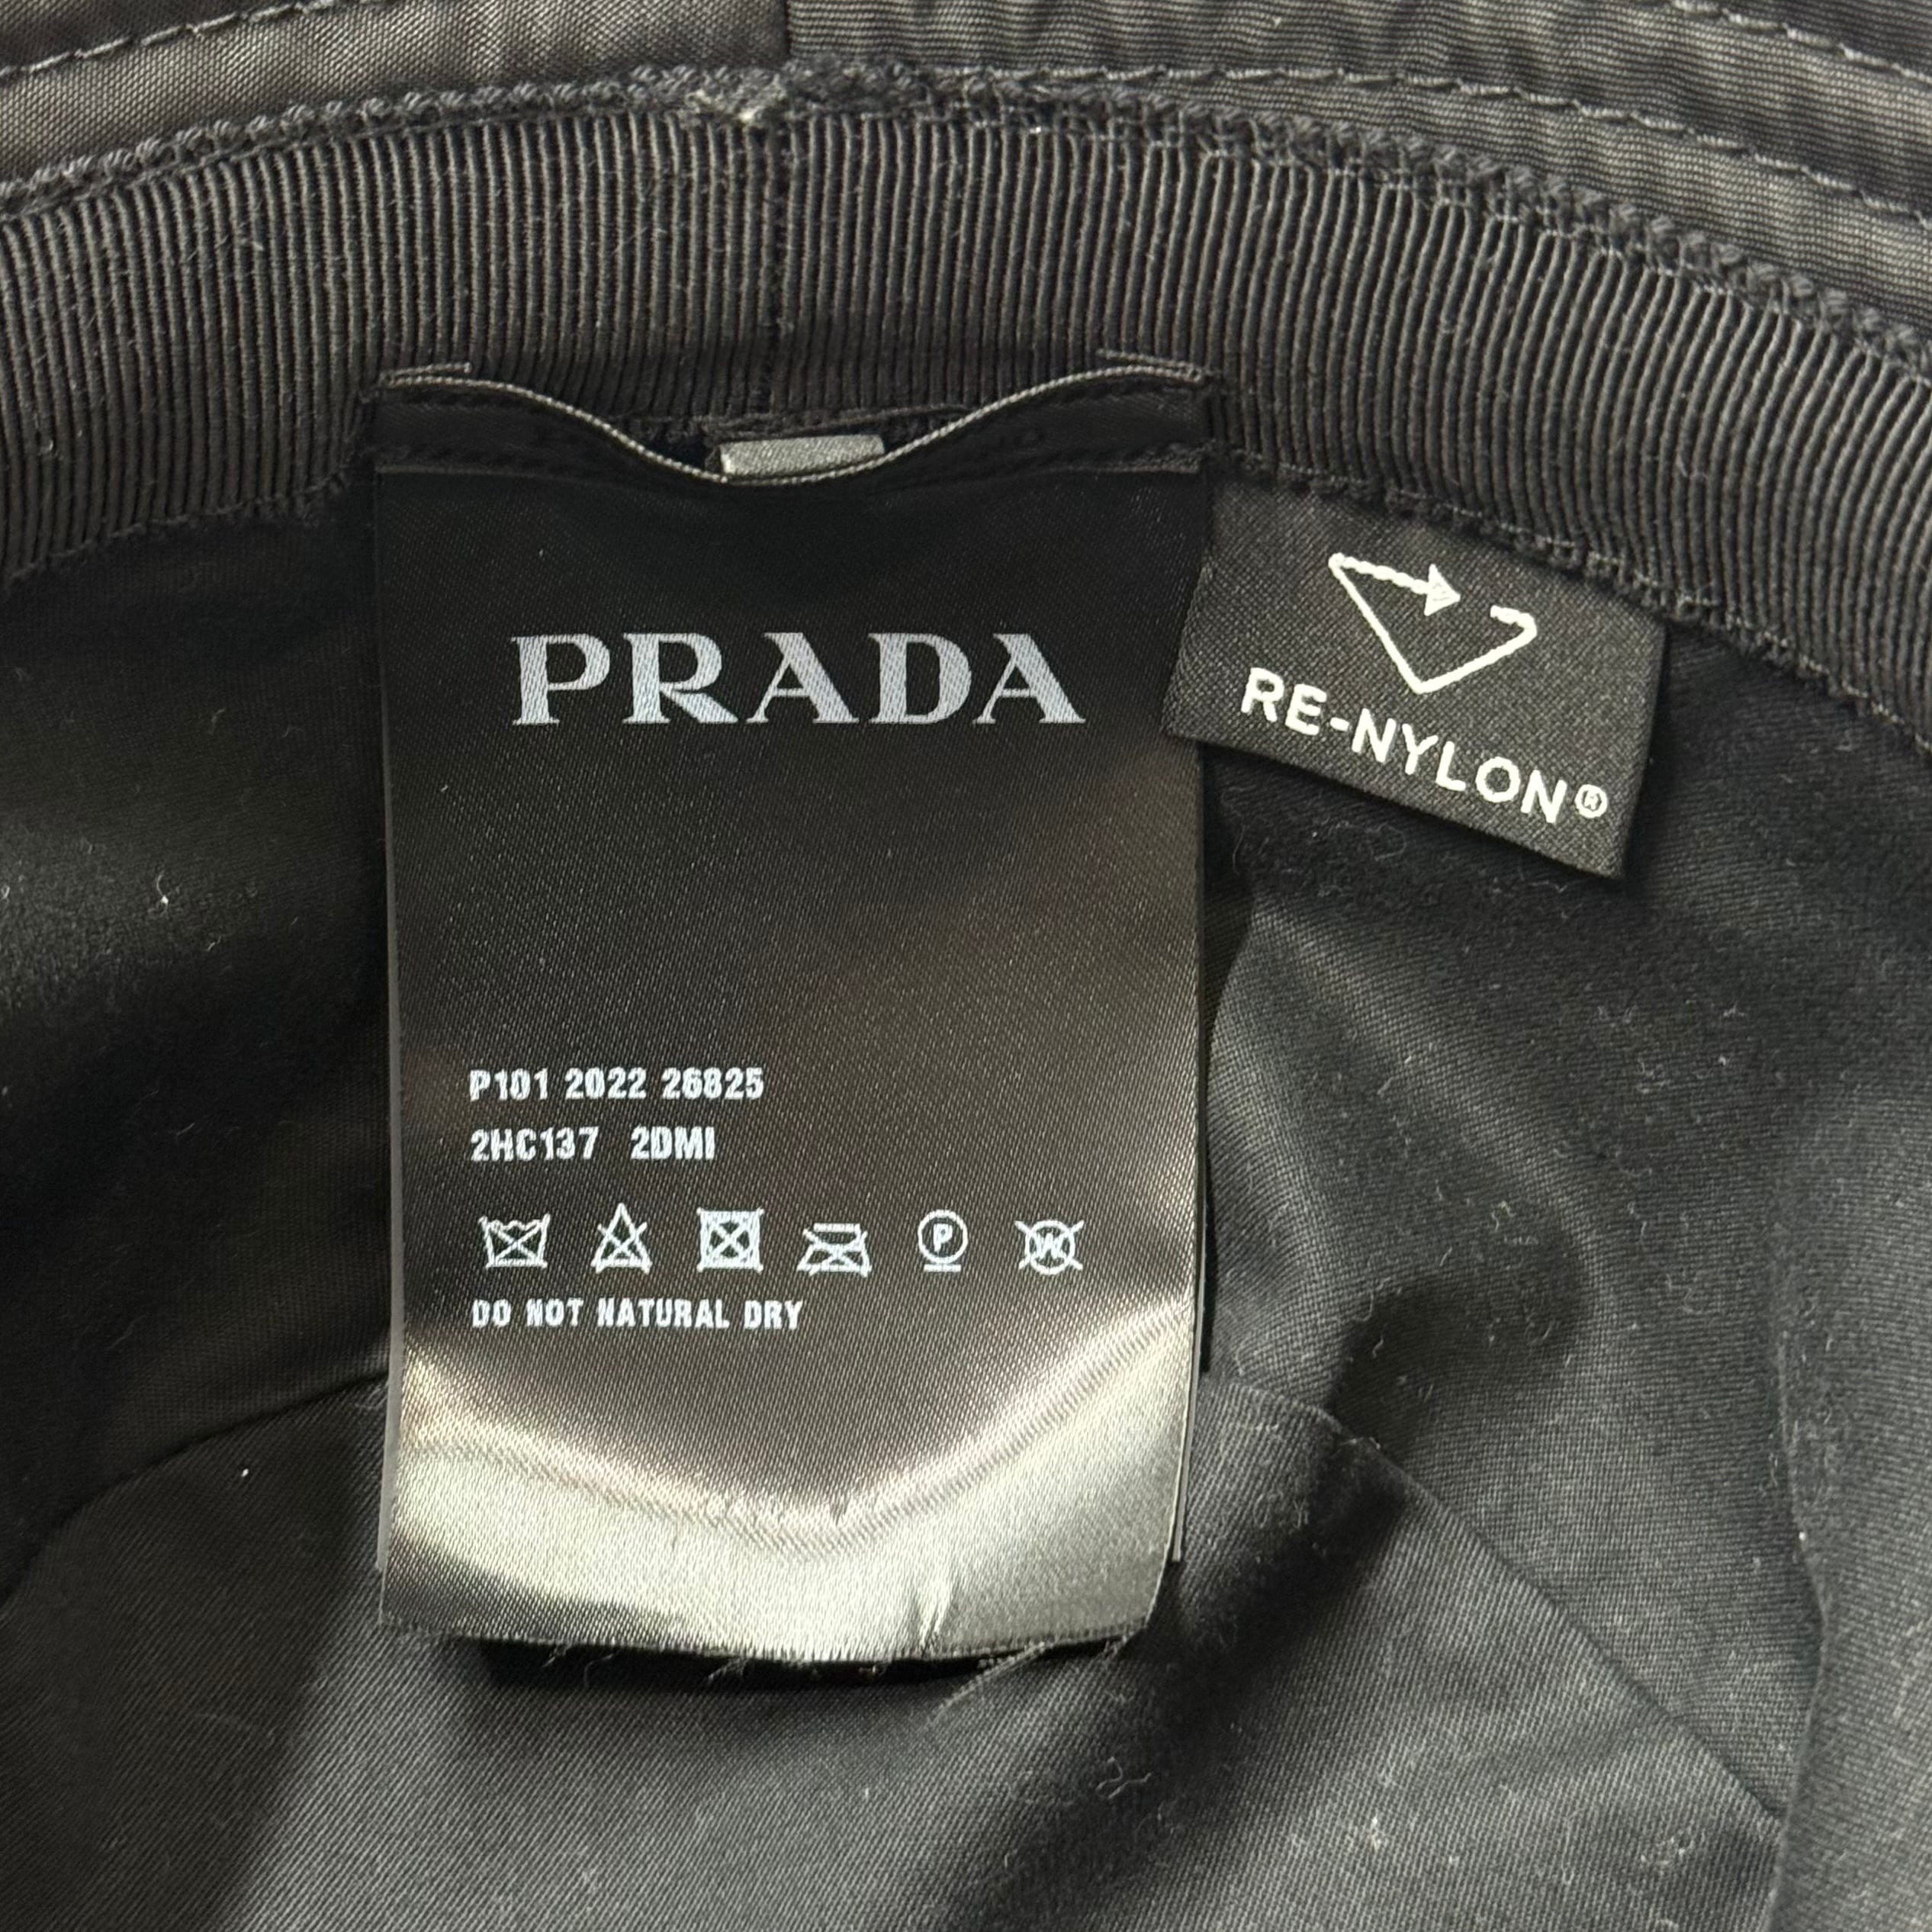 PRADA
RE-NYLON®
P101 2022 26825
2HC137 2DMI
P
W
DO NOT NATURAL DRY